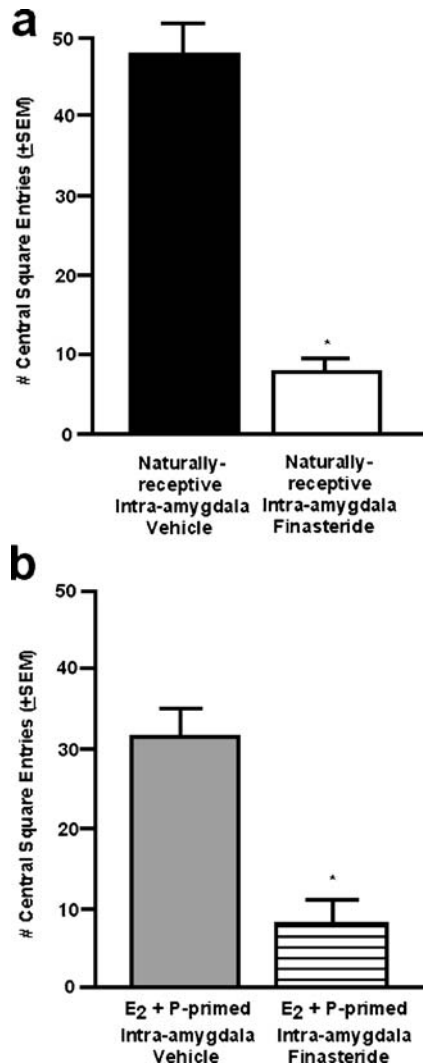 a
# Central Square Entries (±SEM)
50
40
30
20
10
0
*
Naturally-
receptive
Intra-amygdala
Vehicle
Naturally-
receptive
Intra-amygdala
Finasteride
b
# Central Square Entries (±SEM)
50
40
30
20
10
0
*
E2 + P-primed
Intra-amygdala
Vehicle
E2 + P-primed
Intra-amygdala
Finasteride